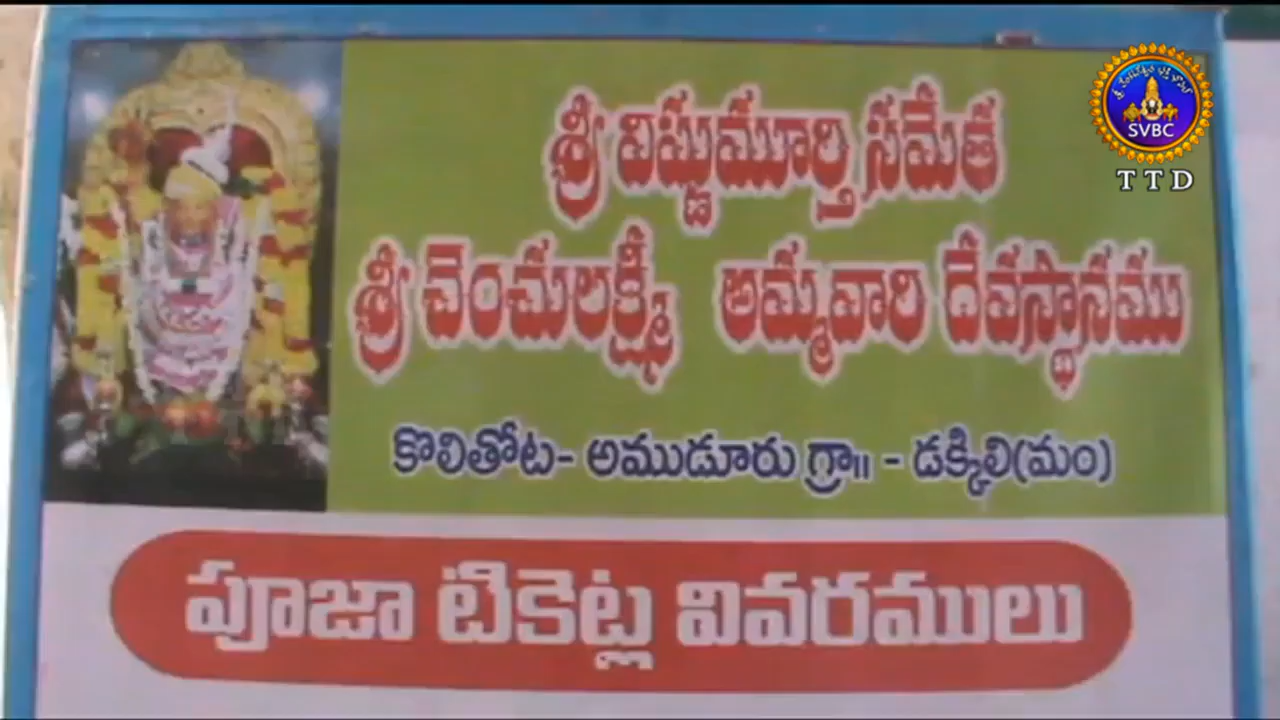 శ్రీ విష్ణుమూర్తి సమేత
శ్రీ చెంచులక్ష్మీ అమ్మవారి దేవస్థానము
కొలితోట- అముడూరు గ్రా॥ - డక్కిలి(మం)
పూజా టికెట్ల వివరములు
SVBC
TTD